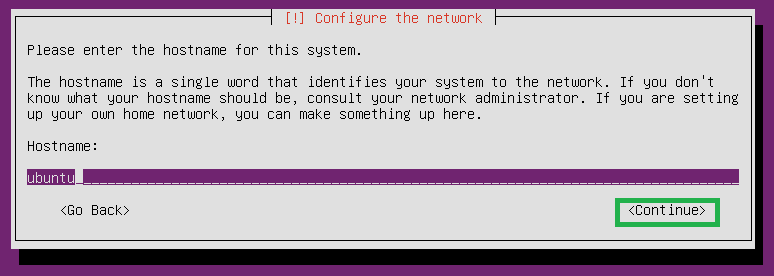 [!] Configure the network
Please enter the hostname for this system.
The hostname is a single word that identifies your system to the network. If you don't
know what your hostname should be, consult your network administrator. If you are setting
up your own home network, you can make something up here.
Hostname:
ubuntu
<Go Back> <Continue>